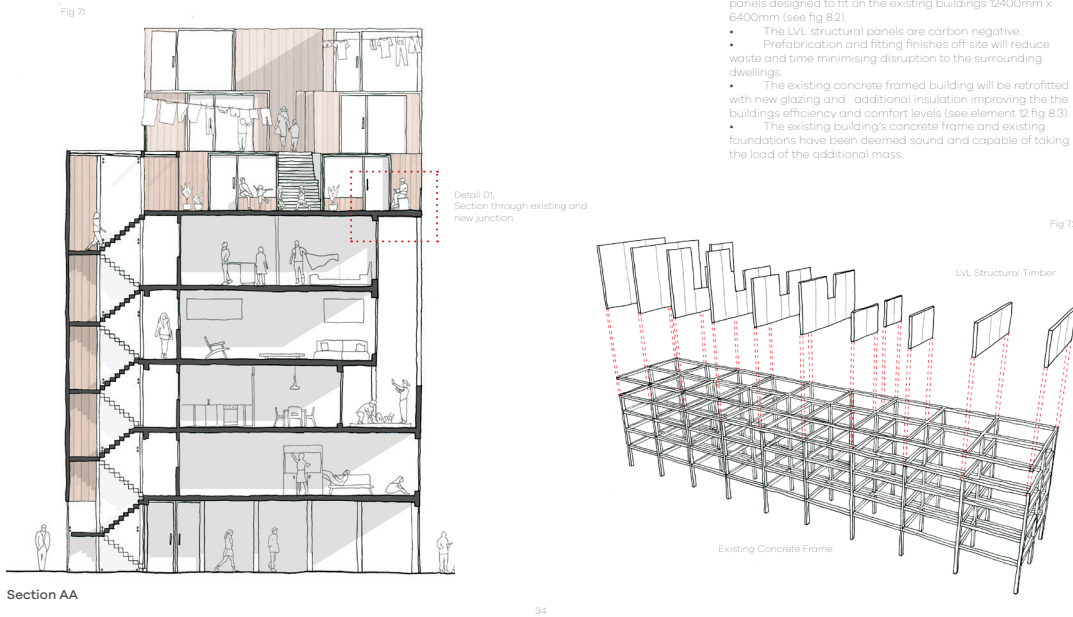 Fig 7.1
panels designed to fit on the existing buildings 12400mm x
6400mm (see fig 8.2).
• The LVL structural panels are carbon negative.
• Prefabrication and fitting finishes off site will reduce
waste and time minimising disruption to the surrounding
dwellings.
• The existing concrete framed building will be retrofitted
with new glazing and additional insulation improving the the
buildings efficiency and comfort levels (see element 12 fig 8.3).
• The existing building's concrete frame and existing
foundations have been deemed sound and capable of taking
the load of the additional mass.
Detail 01,
Section through existing and
new junction
Fig 7.2
LVL Structural Timber
Existing Concrete Frame
Section AA
34